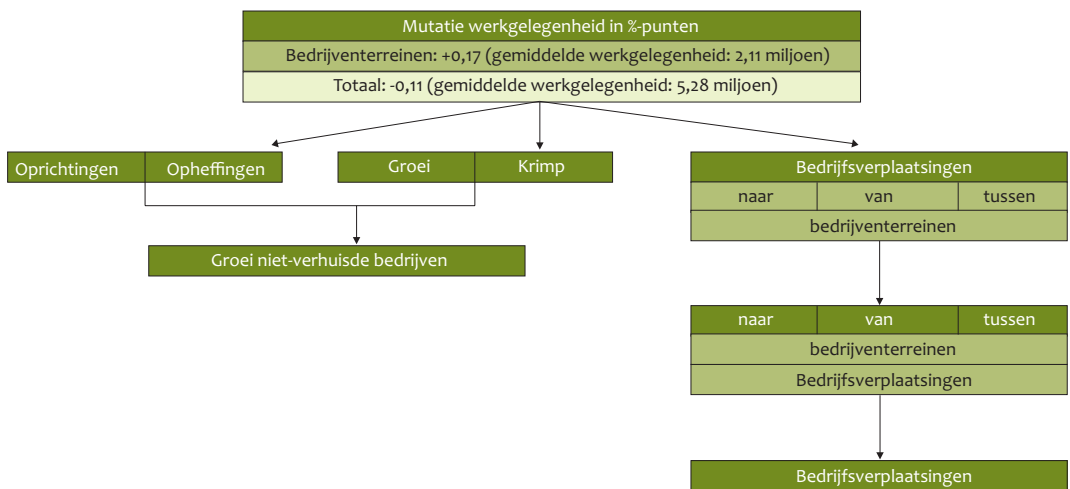 Mutatie werkgelegenheid in %-punten
Bedrijventerreinen: +0,17 (gemiddelde werkgelegenheid: 2,11 miljoen)
Totaal: -0,11 (gemiddelde werkgelegenheid: 5,28 miljoen)
Oprichtingen Opheffingen
Groei Krimp
Groei niet-verhuisde bedrijven
Bedrijfsverplaatsingen
naar van tussen
bedrijventerreinen
naar van tussen
bedrijventerreinen
Bedrijfsverplaatsingen
Bedrijfsverplaatsingen